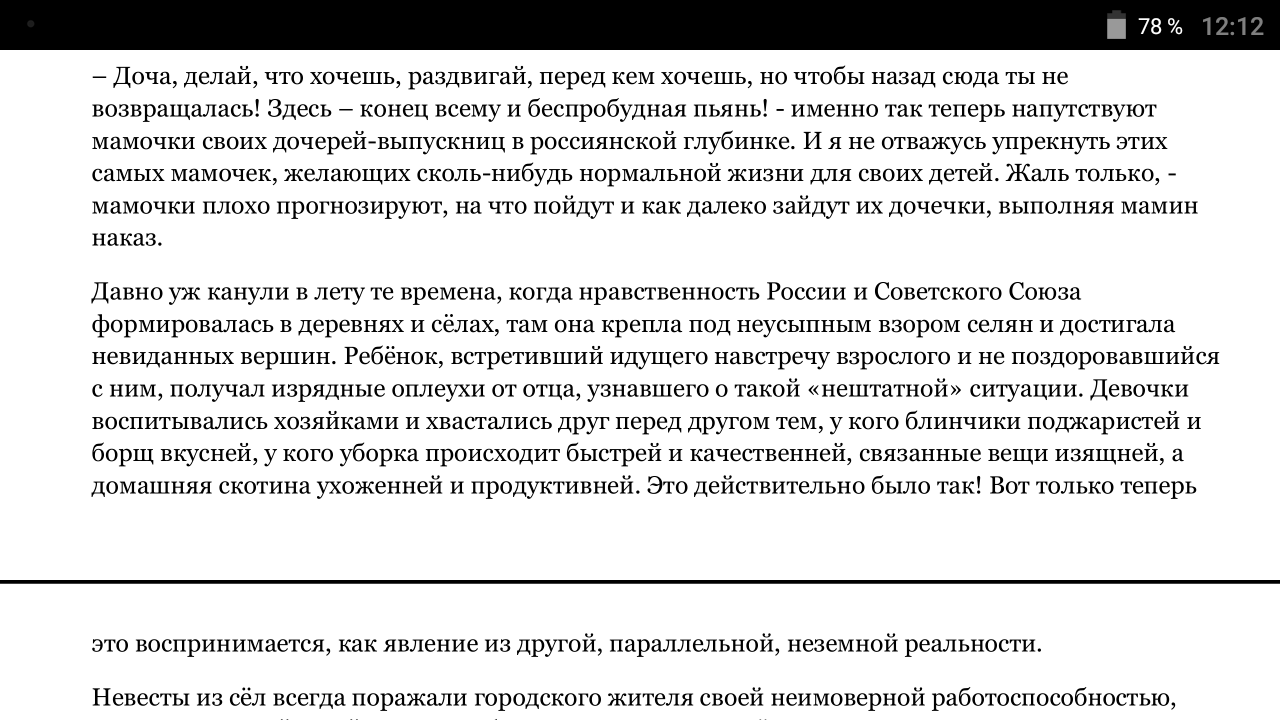 78 % 12:12
– Доча, делай, что хочешь, раздвигай, перед кем хочешь, но чтобы назад сюда ты не
возвращалась! Здесь – конец всему и беспробудная пьянь! - именно так теперь напутствуют
мамочки своих дочерей-выпускниц в россиянской глубинке. И я не отважусь упрекнуть этих
самых мамочек, желающих сколь-нибудь нормальной жизни для своих детей. Жаль только, -
мамочки плохо прогнозируют, на что пойдут и как далеко зайдут их дочечки, выполняя мамин
наказ.
Давно уж канули в лету те времена, когда нравственность России и Советского Союза
формировалась в деревнях и сёлах, там она крепла под неусыпным взором селян и достигала
невиданных вершин. Ребёнок, встретивший идущего навстречу взрослого и не поздоровавшийся
с ним, получал изрядные оплеухи от отца, узнавшего о такой «нештатной» ситуации. Девочки
воспитывались хозяйками и хвастались друг перед другом тем, у кого блинчики поджаристей и
борщ вкусней, у кого уборка происходит быстрей и качественней, связанные вещи изящней, а
домашняя скотина ухоженней и продуктивней. Это действительно было так! Вот только теперь
это воспринимается, как явление из другой, параллельной, неземной реальности.
Невесты из сёл всегда поражали городского жителя своей неимоверной работоспособностью,